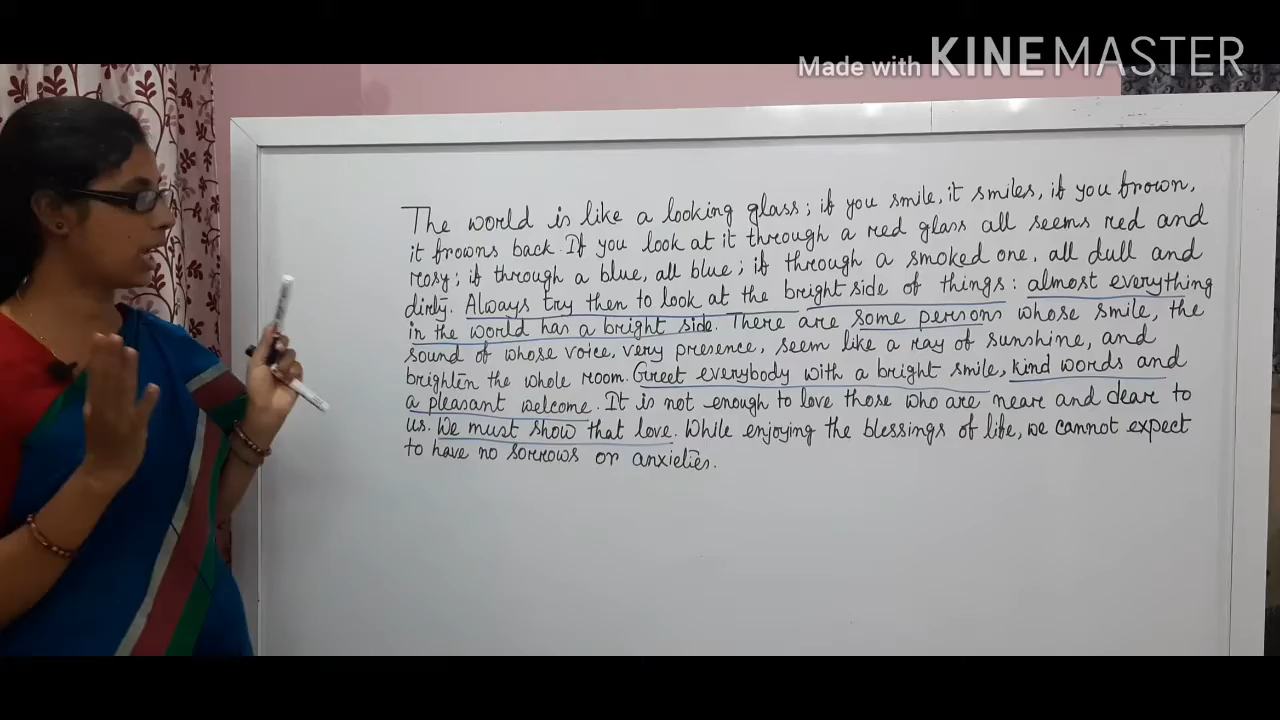 Made with KINEMASTER
The world is like a looking glass; if you smile, it smiles, if you frown,
it frowns back. If you look at it through a red glass all seems red and
rosy; if through a blue, all blue; if through a smoked one, all dull and
dirty. Always try then to look at the bright side of things: almost everything
in the world has a bright side. There are some persons whose smile, the
sound of whose voice, very presence, seem like a ray of sunshine, and
brighten the whole room. Greet everybody with a bright smile, kind words and
a pleasant welcome. It is not enough to love those who are near and dear to
us. We must show that love. While enjoying the blessings of life, we cannot expect
to have no sorrows or anxieties.